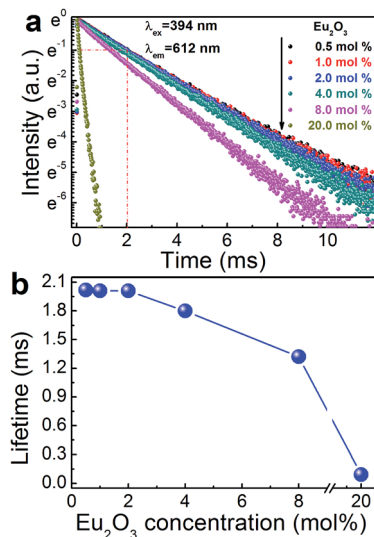 a
λex=394 nm
λem=612 nm
Eu2O3
0.5 mol %
1.0 mol %
2.0 mol %
4.0 mol %
8.0 mol %
20.0 mol %
e^0
e^-1
e^-2
e^-3
e^-4
e^-5
e^-6
Intensity (a.u.)
0 2 4 6 8 10
Time (ms)
b
2.1
1.8
1.5
1.2
0.9
0.6
0.3
0.0
Lifetime (ms)
0 2 4 6 8 20
Eu2O3 concentration (mol%)